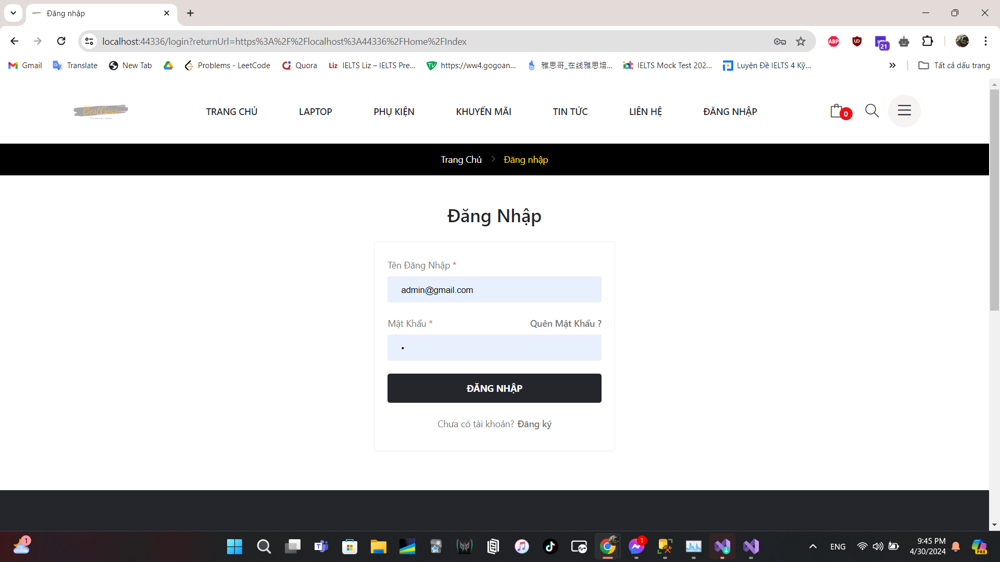 Đăng nhập
localhost:44336/login?returnUrl=https%3A%2F%2Flocalhost%3A44336%2FHome%2FIndex
ABP
21
Gmail
Translate
New Tab
Problems - LeetCode
Quora
Liz IELTS Liz – IELTS Pre...
https://ww4.gogoan...
雅思哥_在线雅思培...
IELTS Mock Test 202...
Luyện Đề IELTS 4 Kỹ...
Tất cả dấu trang
BestGear
TECHNICAL SHOP
TRANG CHỦ
LAPTOP
PHỤ KIỆN
KHUYẾN MÃI
TIN TỨC
LIÊN HỆ
ĐĂNG NHẬP
0
Trang Chủ > Đăng nhập
Đăng Nhập
Tên Đăng Nhập *
admin@gmail.com
Mật Khẩu *
Quên Mật Khẩu ?
•
ĐĂNG NHẬP
Chưa có tài khoản? Đăng ký
1
1
ENG
9:45 PM
4/30/2024
PRE